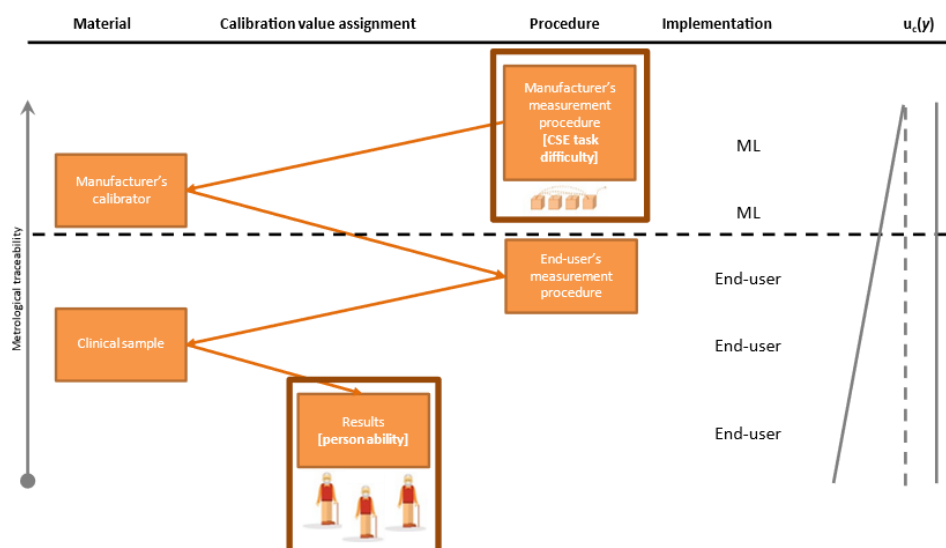 Material Calibration value assignment Procedure Implementation u_c(y)
Manufacturer's
measurement
procedure
[CSE task
difficulty]
ML
Manufacturer's
calibrator
ML
Metrological traceability
End-user's
measurement
procedure
End-user
Clinical sample
End-user
Results
[person ability]
End-user